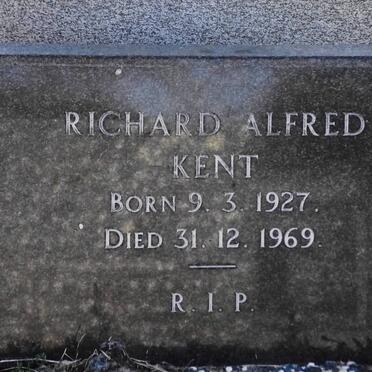 RICHARD ALFRED
KENT
BORN 9. 3. 1927.
DIED 31. 12. 1969.
R. I. P.